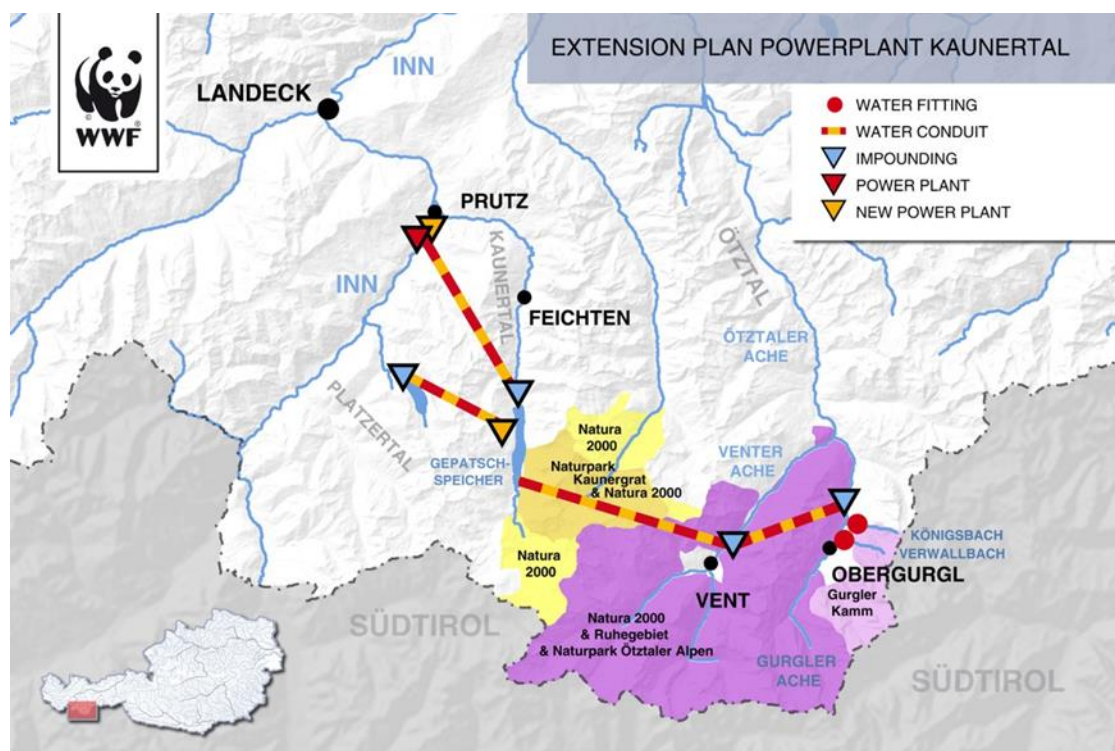 EXTENSION PLAN POWERPLANT KAUNERTAL
WWF
WATER FITTING
WATER CONDUIT
IMPOUNDING
POWER PLANT
NEW POWER PLANT
INN
LANDECK
PRUTZ
KAUNERTAL
ÖTZTAL
INN
FEICHTEN
ÖTZTALER
ACHE
PLATZERTAL
GEPATSCH-
SPEICHER
Natura
2000
Naturpark
Kaunergrat
& Natura 2000
VENTER
ACHE
KÖNIGSBACH
VERWALLBACH
OBERGURGL
Natura
2000
VENT
Gurgler
Kamm
Natura 2000
& Ruhegebiet
& Naturpark Ötztaler Alpen
SÜDTIROL
GURGLER
ACHE
SÜDTIROL